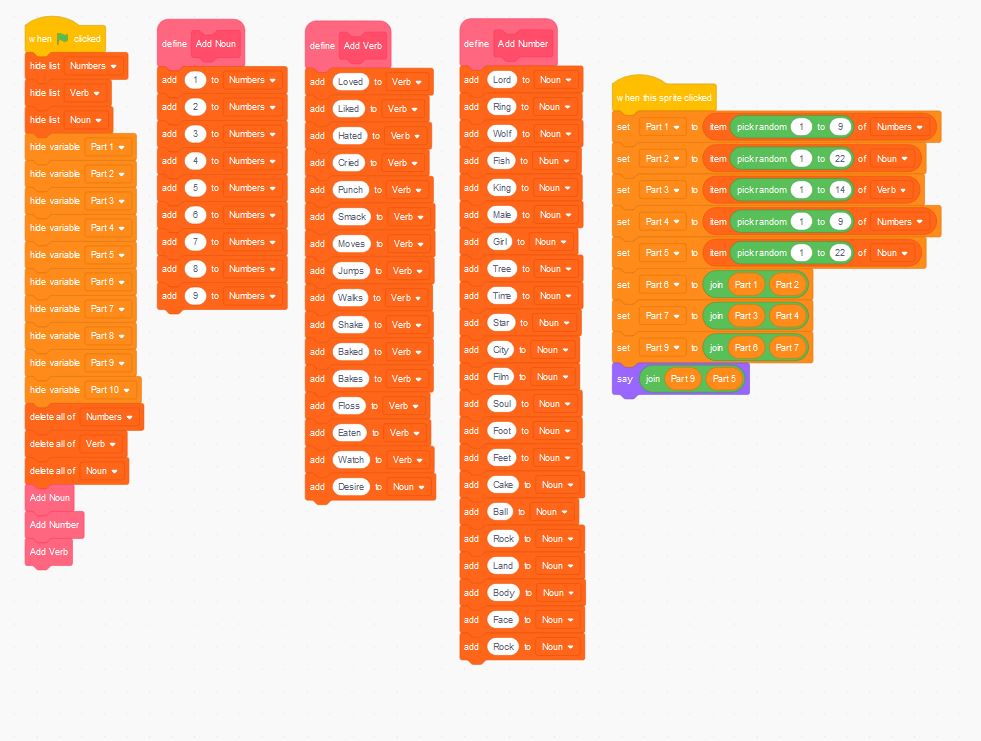 when clicked
hide list Numbers
hide list Verb
hide list Noun
hide variable Part 1
hide variable Part 2
hide variable Part 3
hide variable Part 4
hide variable Part 5
hide variable Part 6
hide variable Part 7
hide variable Part 8
hide variable Part 9
hide variable Part 10
delete all of Numbers
delete all of Verb
delete all of Noun
Add Noun
Add Number
Add Verb
define Add Noun
add 1 to Numbers
add 2 to Numbers
add 3 to Numbers
add 4 to Numbers
add 5 to Numbers
add 6 to Numbers
add 7 to Numbers
add 8 to Numbers
add 9 to Numbers
define Add Verb
add Loved to Verb
add Liked to Verb
add Hated to Verb
add Cried to Verb
add Punch to Verb
add Smack to Verb
add Moves to Verb
add Jumps to Verb
add Walks to Verb
add Shake to Verb
add Baked to Verb
add Bakes to Verb
add Floss to Verb
add Eaten to Verb
add Watch to Verb
add Desire to Noun
define Add Number
add Lord to Noun
add Ring to Noun
add Wolf to Noun
add Fish to Noun
add King to Noun
add Male to Noun
add Girl to Noun
add Tree to Noun
add Time to Noun
add Star to Noun
add City to Noun
add Film to Noun
add Soul to Noun
add Foot to Noun
add Feet to Noun
add Cake to Noun
add Ball to Noun
add Rock to Noun
add Land to Noun
add Body to Noun
add Face to Noun
add Rock to Noun
when this sprite clicked
set Part 1 to item pick random 1 to 9 of Numbers
set Part 2 to item pick random 1 to 22 of Noun
set Part 3 to item pick random 1 to 14 of Verb
set Part 4 to item pick random 1 to 9 of Numbers
set Part 5 to item pick random 1 to 22 of Noun
set Part 6 to join Part 1 Part 2
set Part 7 to join Part 3 Part 4
set Part 9 to join Part 6 Part 7
say join Part 9 Part 5